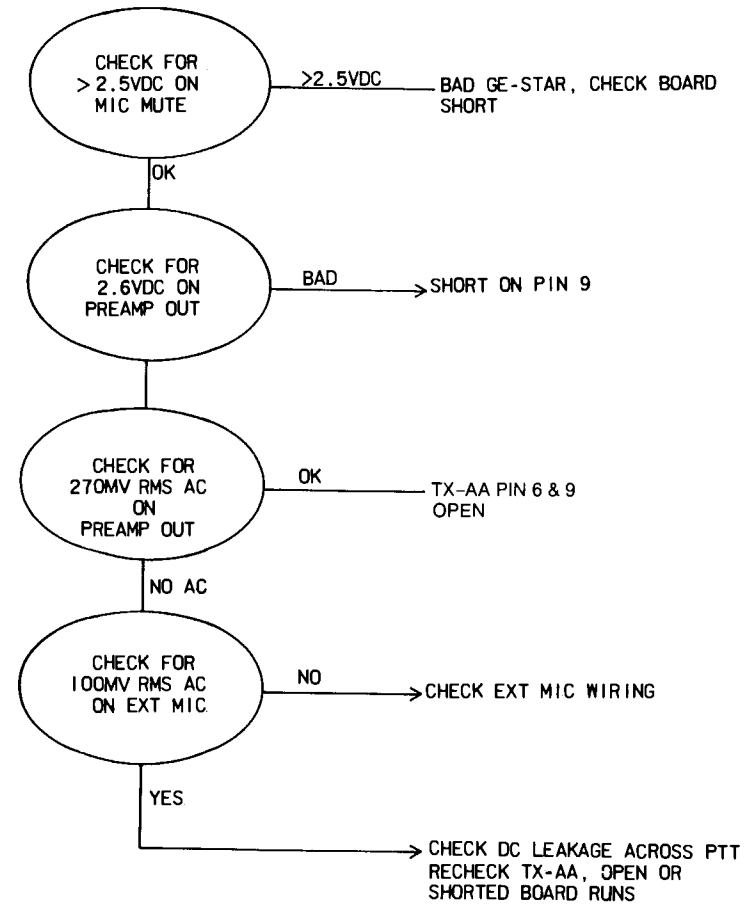 CHECK FOR
>2.5VDC ON
MIC MUTE
>2.5VDC
BAD GE-STAR, CHECK BOARD
SHORT
OK
CHECK FOR
2.6VDC ON
PREAMP OUT
BAD
SHORT ON PIN 9
CHECK FOR
270MV RMS AC
ON
PREAMP OUT
OK
TX-AA PIN 6 & 9
OPEN
NO AC
CHECK FOR
100MV RMS AC
ON EXT MIC
NO
CHECK EXT MIC WIRING
YES
CHECK DC LEAKAGE ACROSS PTT
RECHECK TX-AA, OPEN OR
SHORTED BOARD RUNS